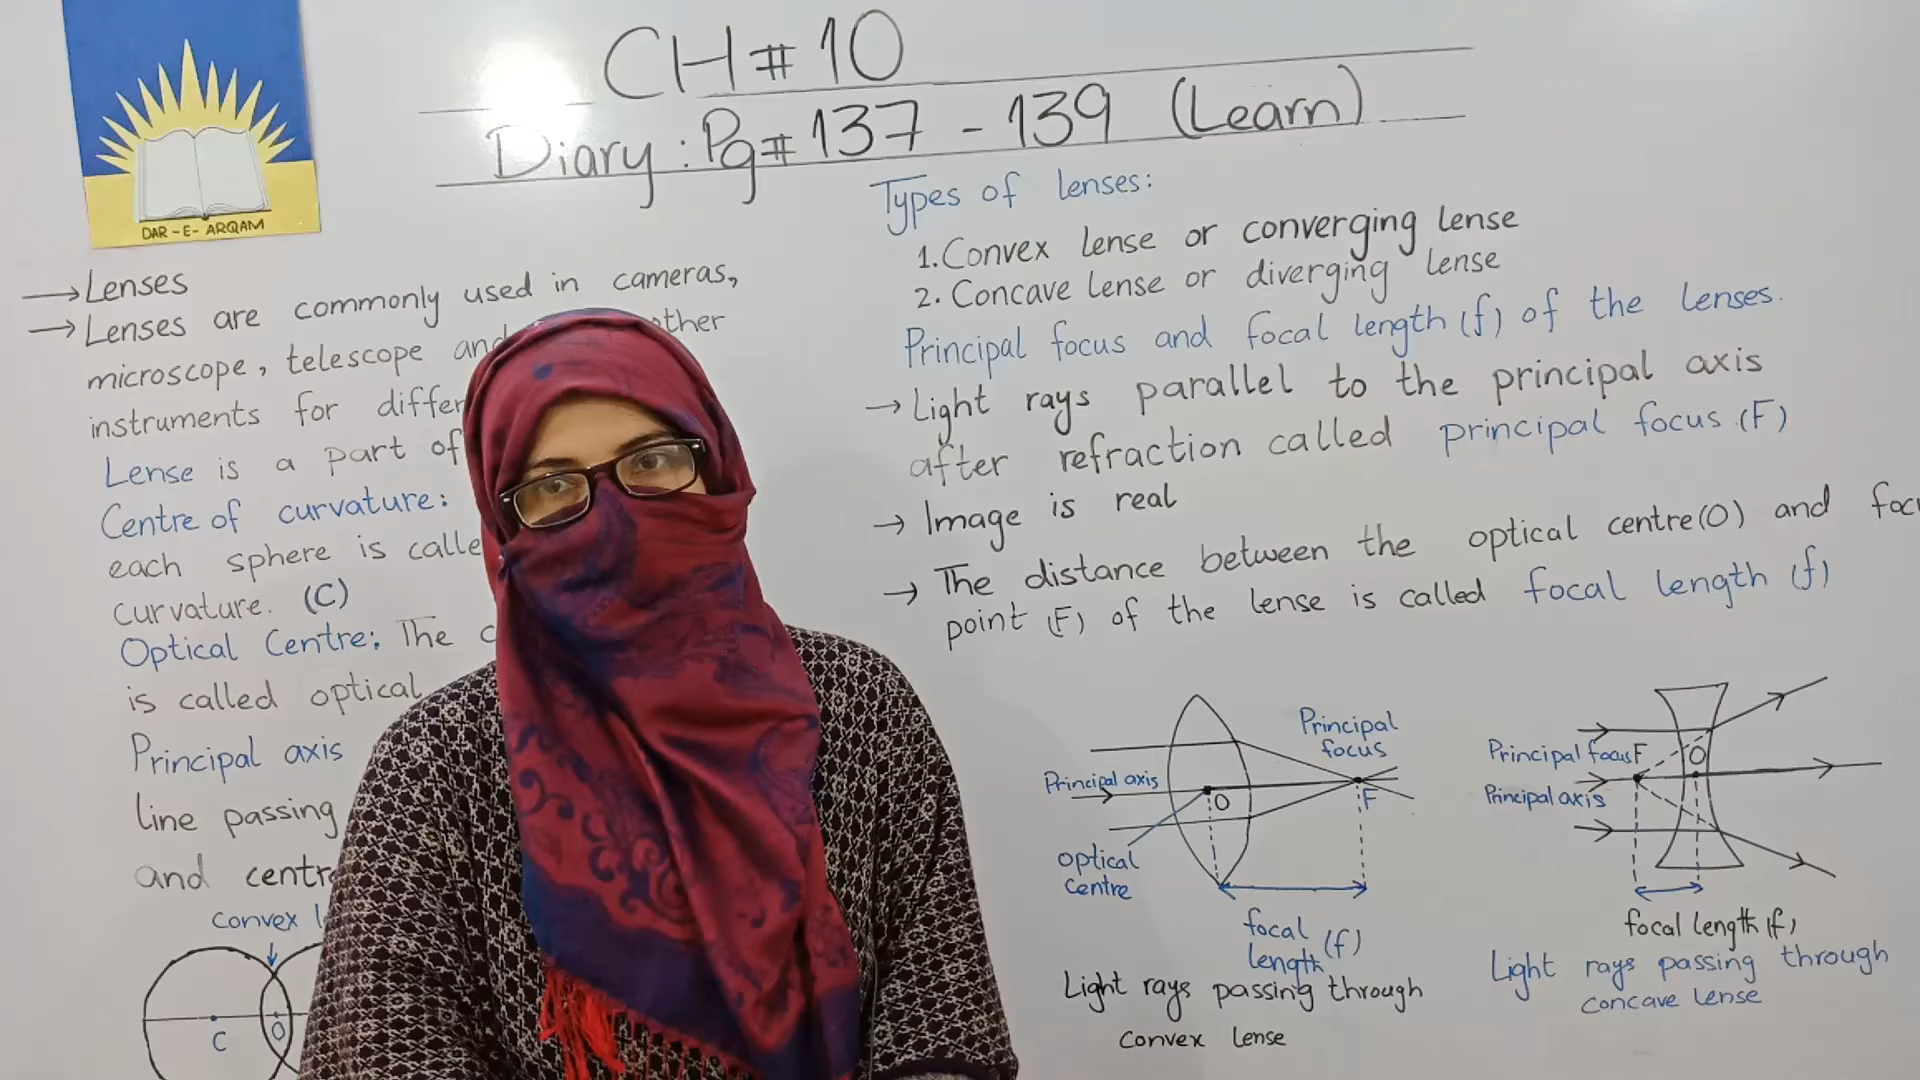 CH # 10
Diary : Pg # 137 - 139 (Learn)
DAR - E - ARQAM
→ Lenses
→ Lenses are commonly used in cameras,
microscope, telescope and other
instruments for
Lense is a part of
Centre of curvature:
each sphere is
curvature. (C)
Optical Centre: The
is called optical
Principal axis
line passing
and
convex
C
O
Types of lenses:
1. Convex lense or converging lense
2. Concave lense or diverging lense
Principal focus and focal length (f) of the lenses.
→ Light rays parallel to the principal axis
after refraction called principal focus (F)
→ Image is real
→ The distance between the optical centre (O) and
point (F) of the lense is called focal length (f)
Principal
focus
Principal axis
O
F
optical
centre
focal
length (f)
Light rays passing through
convex lense
Principal focus F
O
Principal axis
focal length (f)
Light rays passing through
concave lense